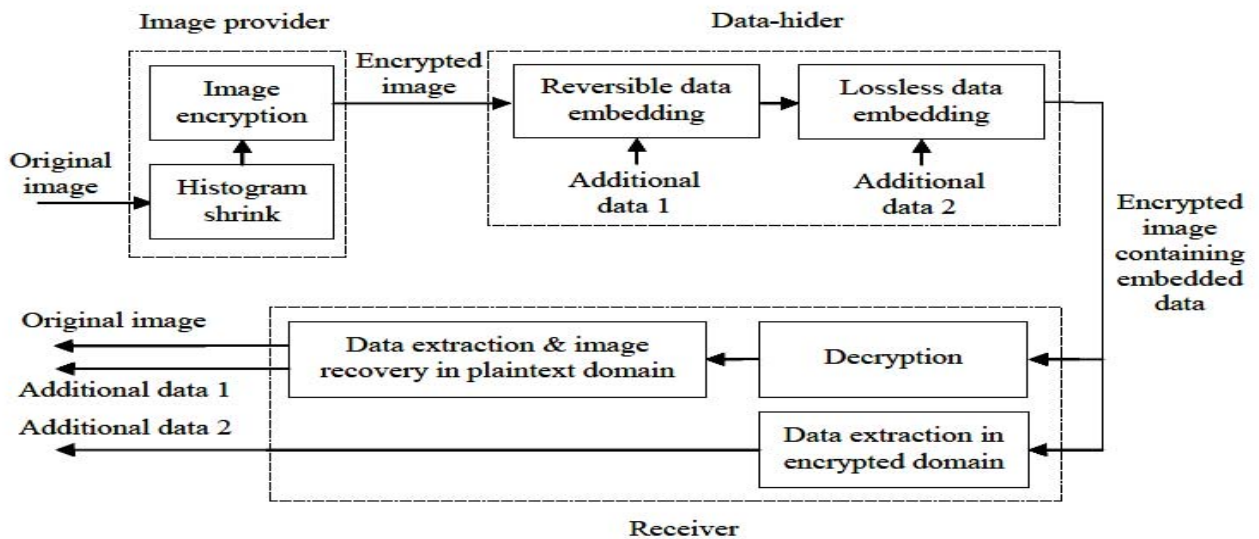 Image provider
Data-hider
Image
encryption
Encrypted
image
Reversible data
embedding
Lossless data
embedding
Original
image
Histogram
shrink
Additional
data 1
Additional
data 2
Encrypted
image
containing
embedded
data
Original image
Additional data 1
Additional data 2
Data extraction & image
recovery in plaintext domain
Decryption
Data extraction in
encrypted domain
Receiver